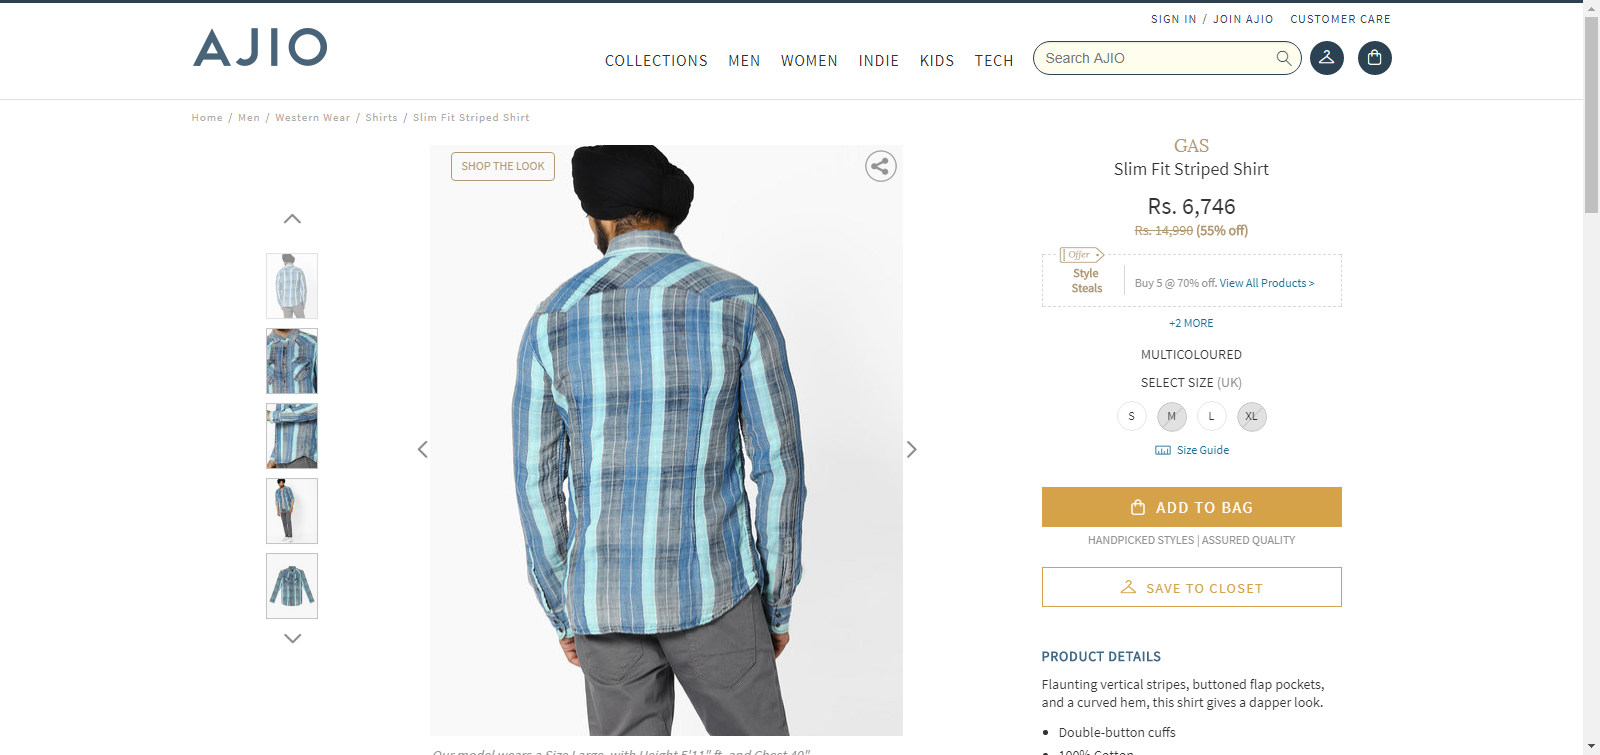 SIGN IN / JOIN AJIO CUSTOMER CARE
AJIO
COLLECTIONS MEN WOMEN INDIE KIDS TECH Search AJIO
Home / Men / Western Wear / Shirts / Slim Fit Striped Shirt
SHOP THE LOOK
GAS
Slim Fit Striped Shirt
Rs. 6,746
Rs. 14,990 (55% off)
Offer
Style
Steals
Buy 5 @ 70% off. View All Products >
+2 MORE
MULTICOLOURED
SELECT SIZE (UK)
S M L XL
Size Guide
ADD TO BAG
HANDPICKED STYLES | ASSURED QUALITY
SAVE TO CLOSET
PRODUCT DETAILS
Flaunting vertical stripes, buttoned flap pockets,
and a curved hem, this shirt gives a dapper look.
Double-button cuffs
100% Cotton
Our model wears a Size Large, with Height 5'11" ft. and Chest 40"